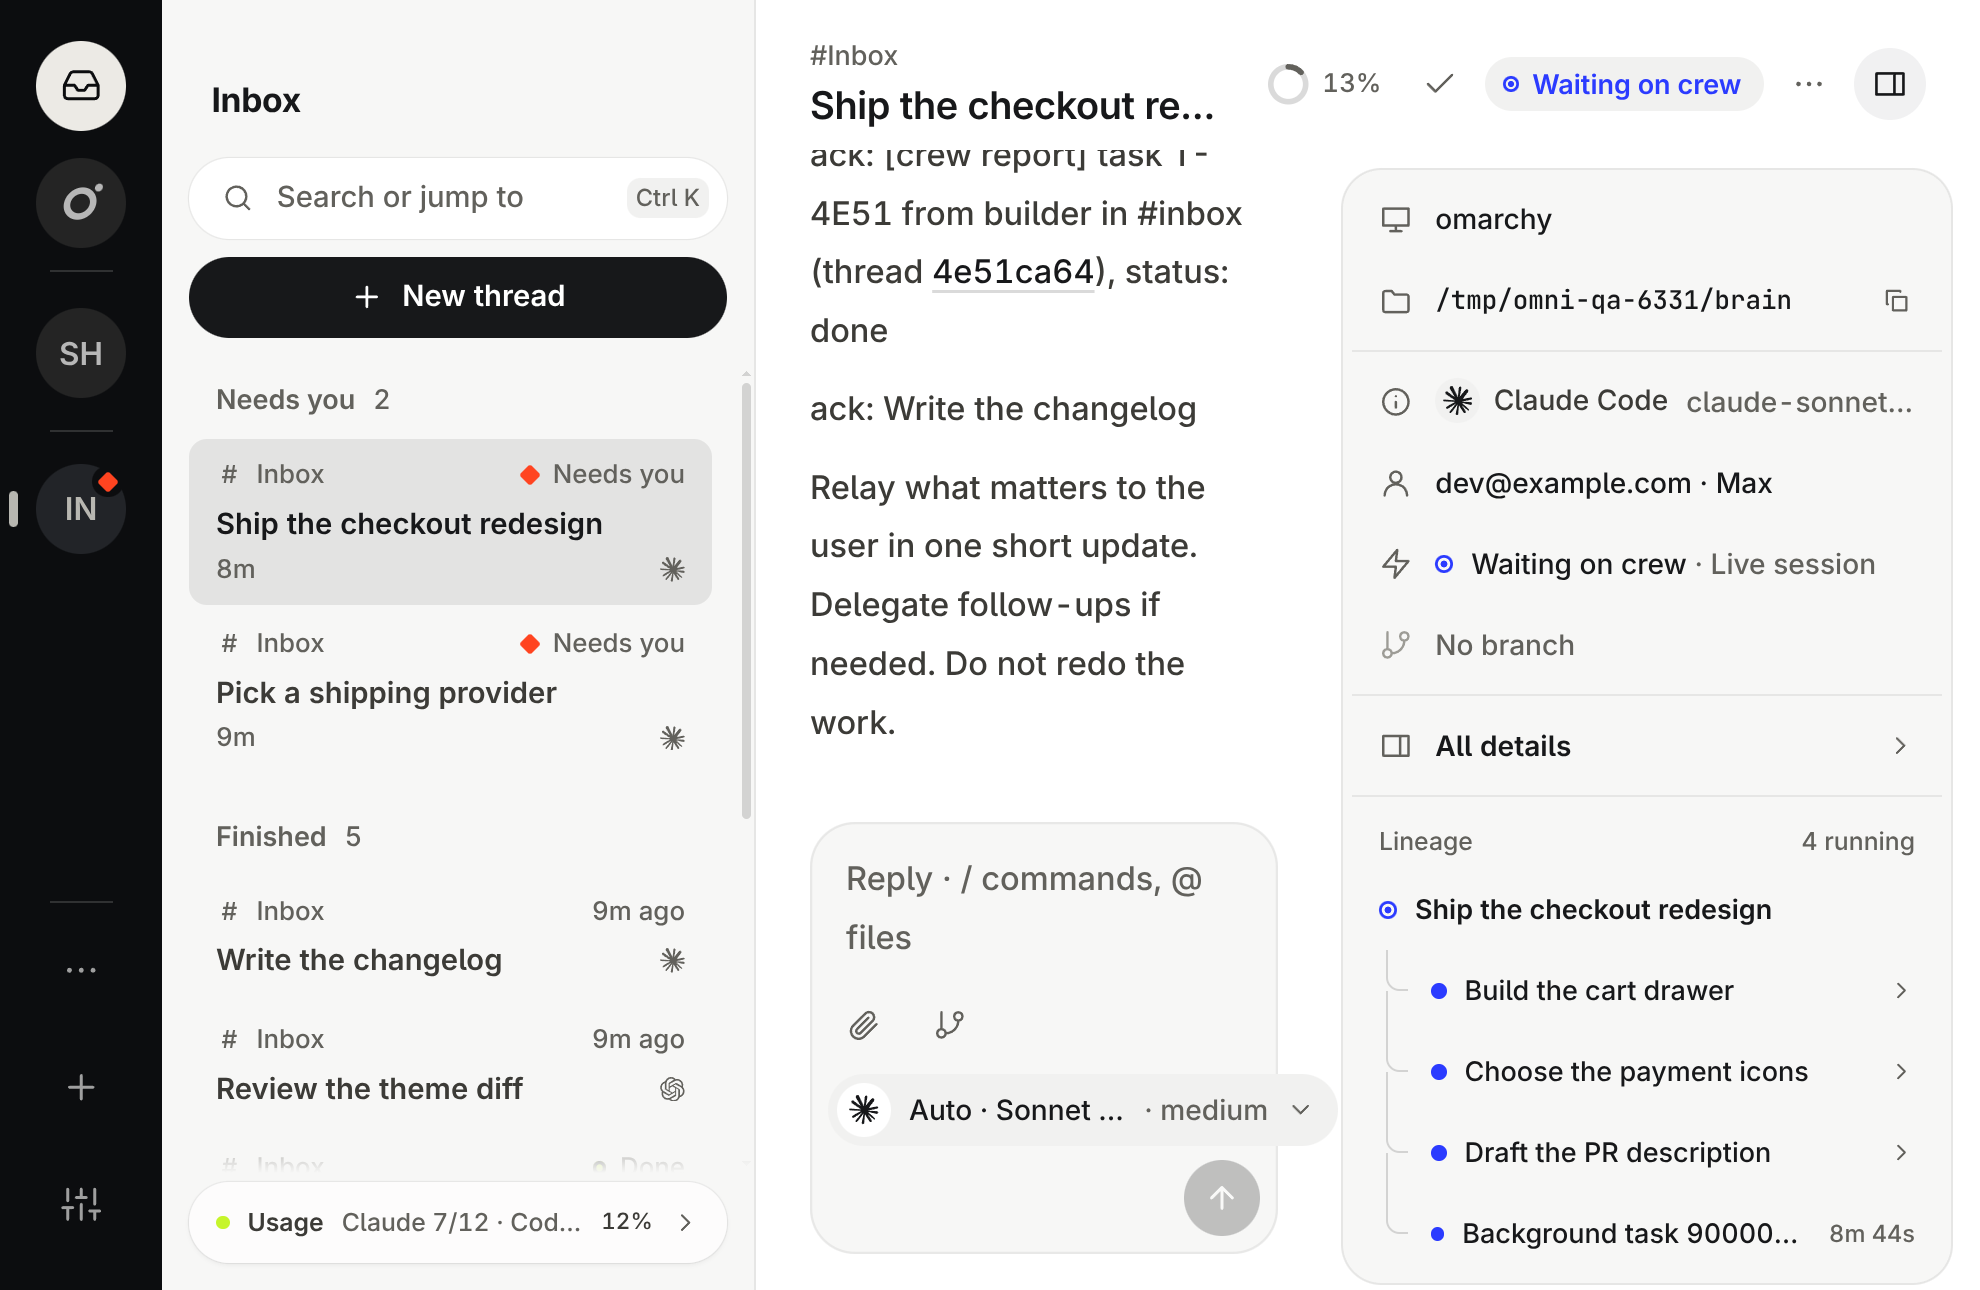 SH
IN
Inbox
Search or jump to
Ctrl K
New thread
Needs you 2
# Inbox
Needs you
Ship the checkout redesign
8m
# Inbox
Needs you
Pick a shipping provider
9m
Finished 5
# Inbox
9m ago
Write the changelog
# Inbox
9m ago
Review the theme diff
# Inbox
Done
Usage Claude 7/12 · Cod... 12%
#Inbox
Ship the checkout re...
13%
Waiting on crew
ack: [crew report] task T-
4E51 from builder in #inbox
(thread 4e51ca64), status:
done
ack: Write the changelog
Relay what matters to the
user in one short update.
Delegate follow-ups if
needed. Do not redo the
work.
Reply · / commands, @
files
Auto · Sonnet ... · medium
omarchy
/tmp/omni-qa-6331/brain
Claude Code claude-sonnet...
dev@example.com · Max
Waiting on crew · Live session
No branch
All details
Lineage
4 running
Ship the checkout redesign
Build the cart drawer
Choose the payment icons
Draft the PR description
Background task 90000...
8m 44s